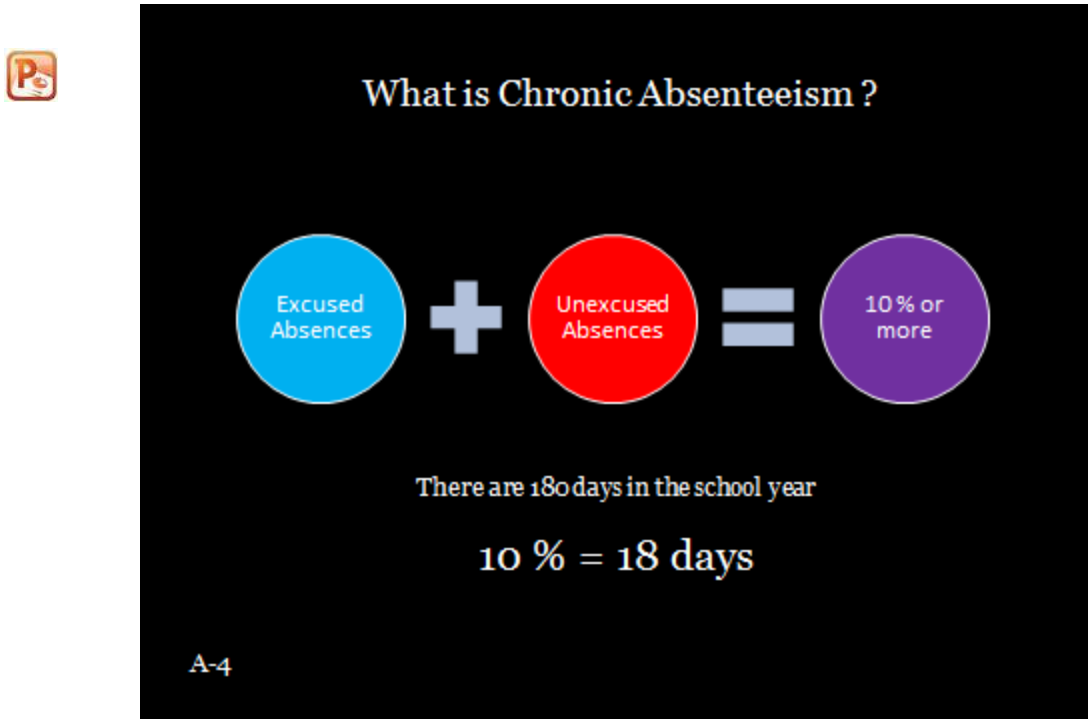 What is Chronic Absenteeism ?
Excused
Absences
Unexcused
Absences
10 % or
more
There are 180 days in the school year
10 % = 18 days
A-4